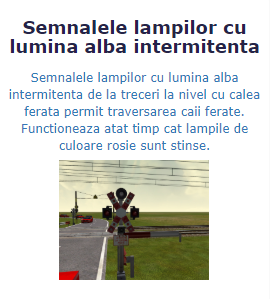 Semnalele lampilor cu
lumina alba intermitenta
Semnalele lampilor cu lumina alba
intermitenta de la treceri la nivel cu calea
ferata permit traversarea caii ferate.
Functioneaza atat timp cat lampile de
culoare rosie sunt stinse.